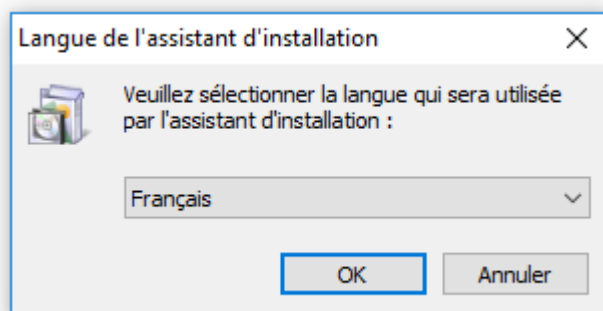 Langue de l'assistant d'installation
Veuillez sélectionner la langue qui sera utilisée
par l'assistant d'installation :
Français
OK
Annuler